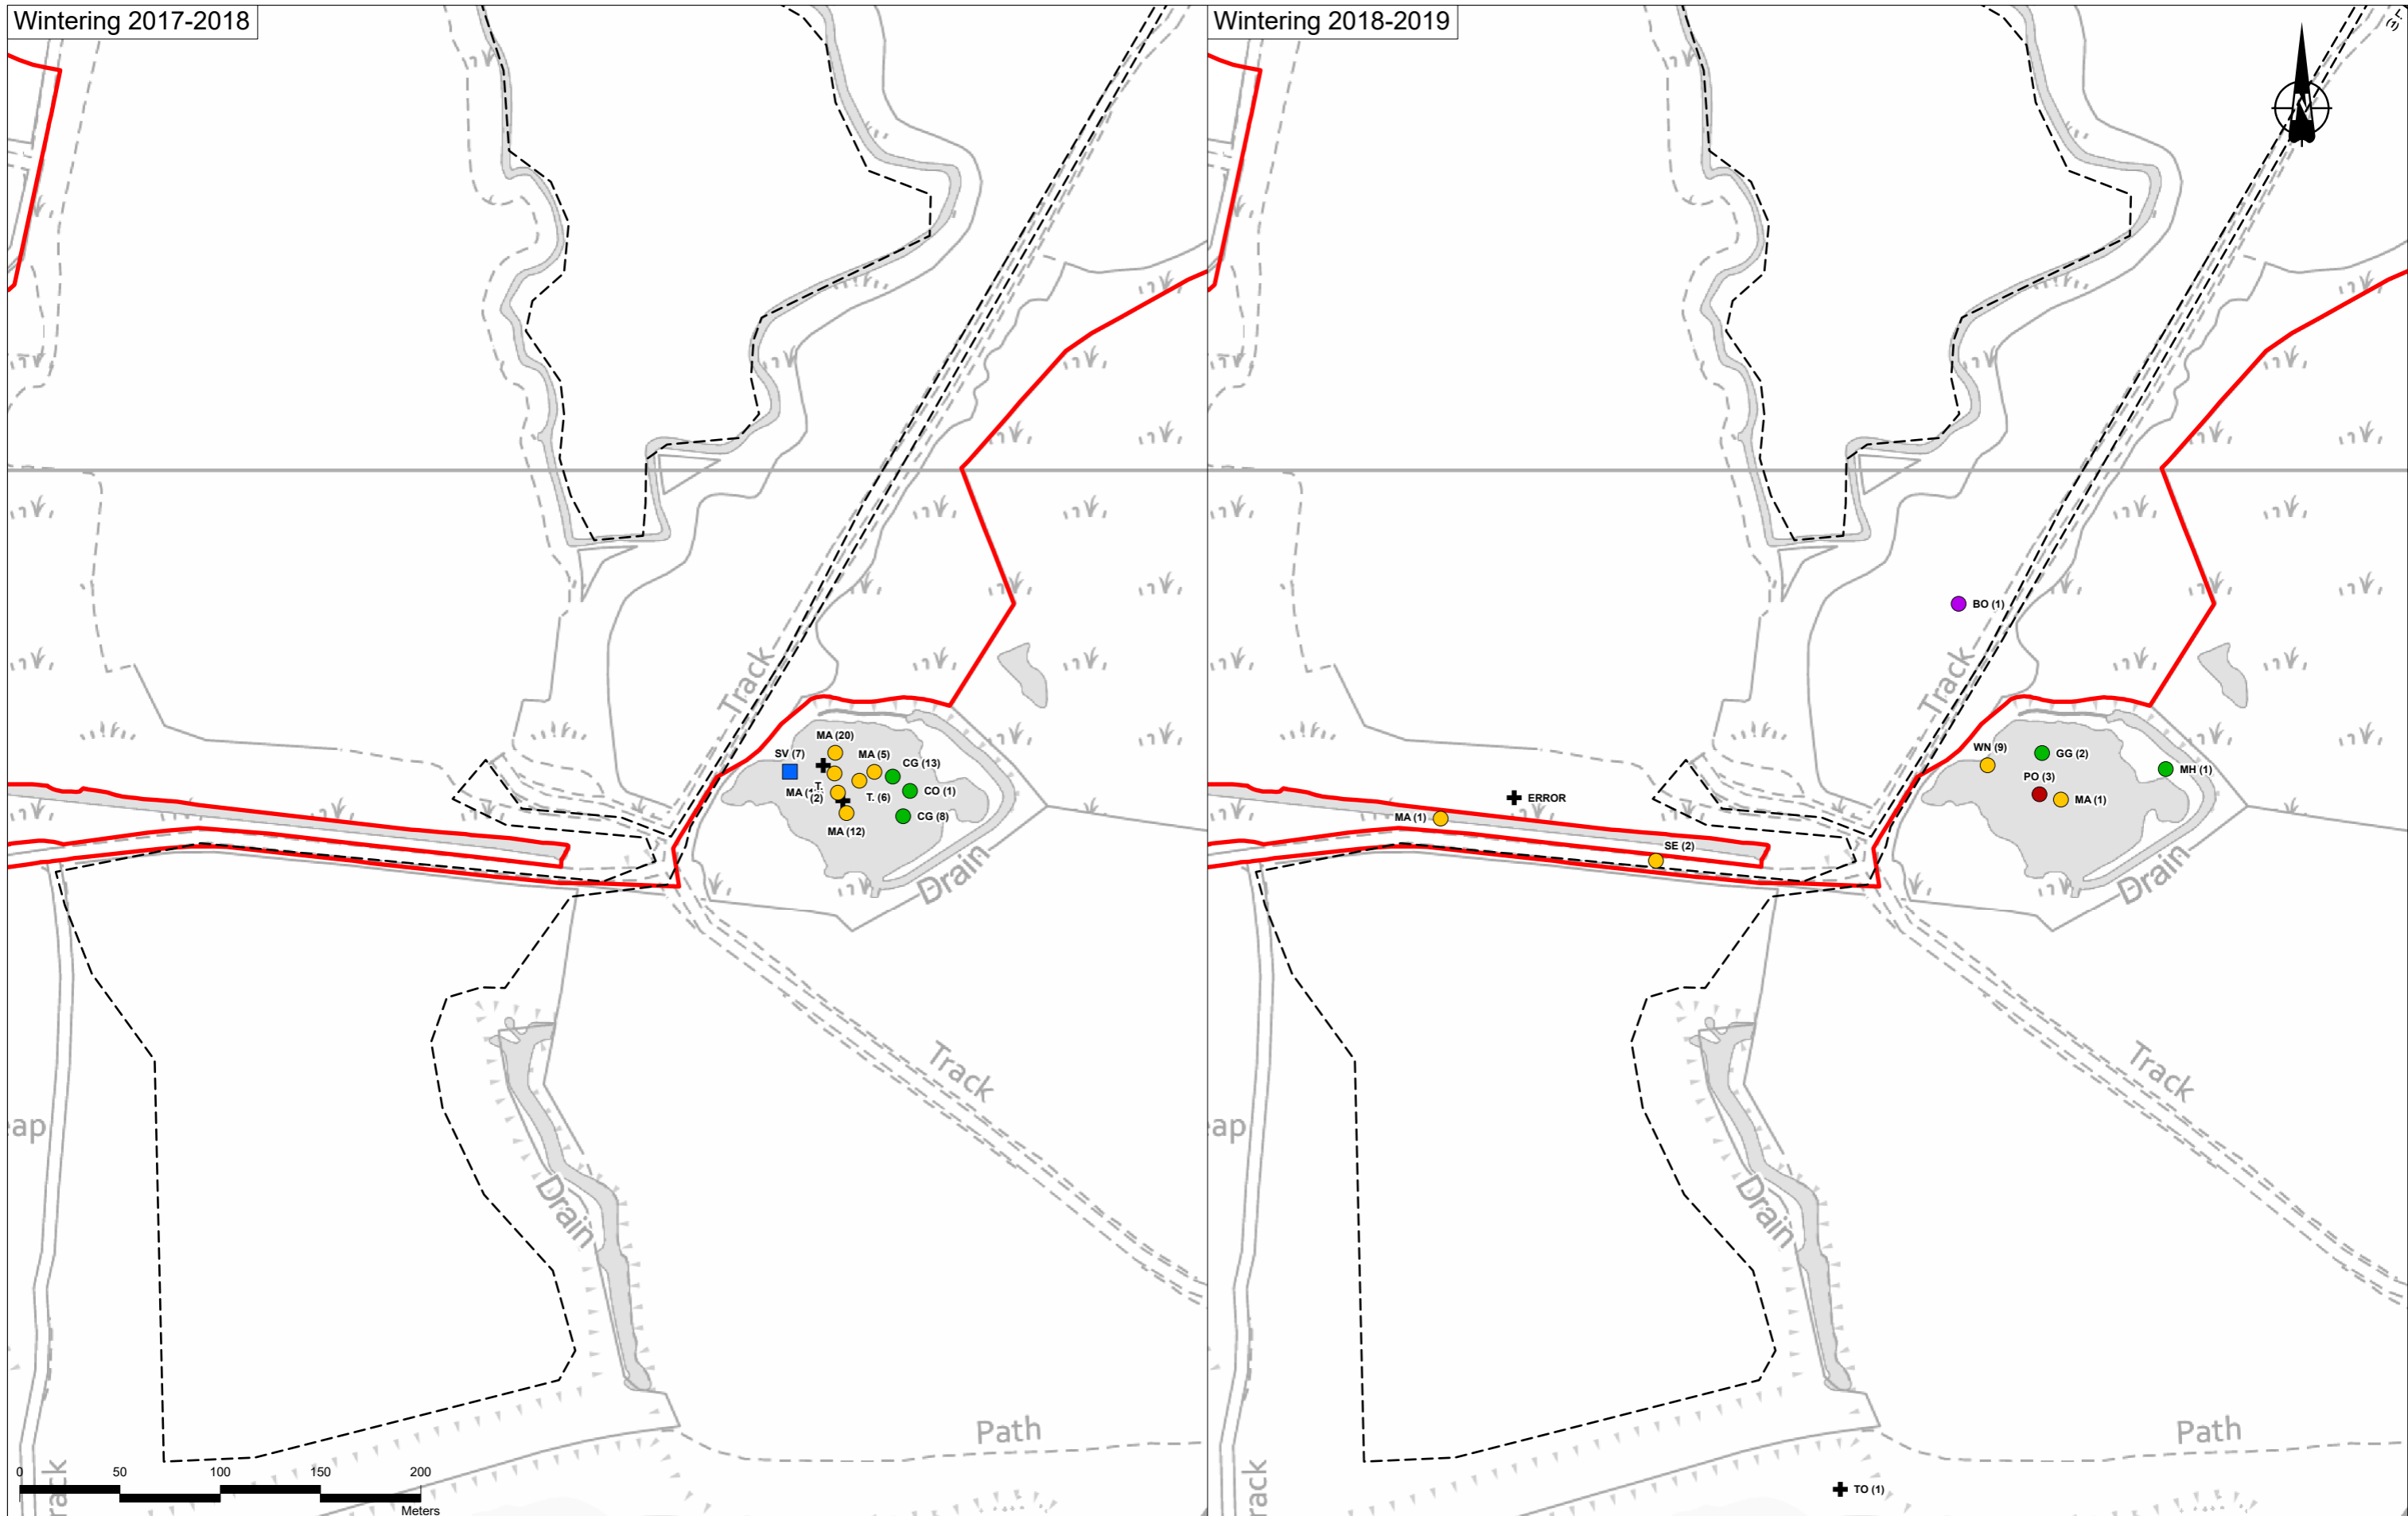 Wintering 2017-2018
Track
MA (20)
SV (7)
MA (5)
CG (13)
CO (1)
T.
(2)
T. (6)
CG (8)
MA (12)
Drain
Track
Drain
Path
0 50 100 150 200
Meters
Wintering 2018-2019
N
BO (1)
Track
WN (9)
GG (2)
MH (1)
PO (3)
MA (1)
ERROR
MA (1)
SE (2)
Drain
Track
Drain
Path
TO (1)